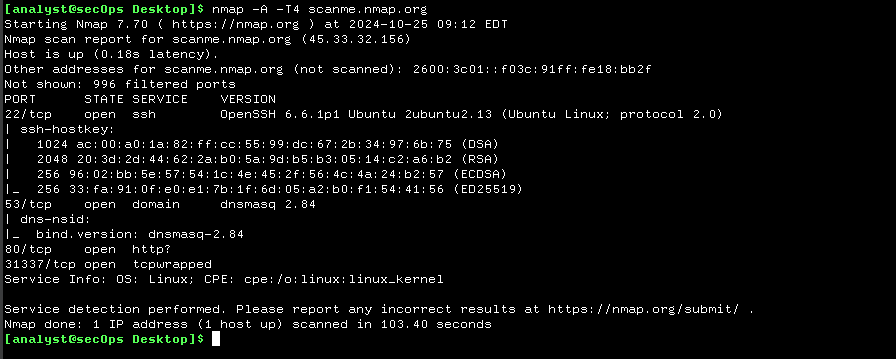 [analyst@secOps Desktop]$ nmap -A -T4 scanme.nmap.org
Starting Nmap 7.70 ( https://nmap.org ) at 2024-10-25 09:12 EDT
Nmap scan report for scanme.nmap.org (45.33.32.156)
Host is up (0.18s latency).
Other addresses for scanme.nmap.org (not scanned): 2600:3c01::f03c:91ff:fe18:bb2f
Not shown: 996 filtered ports
PORT      STATE SERVICE    VERSION
22/tcp    open  ssh        OpenSSH 6.6.1p1 Ubuntu 2ubuntu2.13 (Ubuntu Linux; protocol 2.0)
| ssh-hostkey:
|   1024 ac:00:a0:1a:82:ff:cc:55:99:dc:67:2b:34:97:6b:75 (DSA)
|   2048 20:3d:2d:44:62:2a:b0:5a:9d:b5:b3:05:14:c2:a6:b2 (RSA)
|   256 96:02:bb:5e:57:54:1c:4e:45:2f:56:4c:4a:24:b2:57 (ECDSA)
|_  256 33:fa:91:0f:e0:e1:7b:1f:6d:05:a2:b0:f1:54:41:56 (ED25519)
53/tcp    open  domain     dnsmasq 2.84
| dns-nsid:
|_  bind.version: dnsmasq-2.84
80/tcp    open  http?
31337/tcp open  tcpwrapped
Service Info: OS: Linux; CPE: cpe:/o:linux:linux_kernel

Service detection performed. Please report any incorrect results at https://nmap.org/submit/ .
Nmap done: 1 IP address (1 host up) scanned in 103.40 seconds
[analyst@secOps Desktop]$